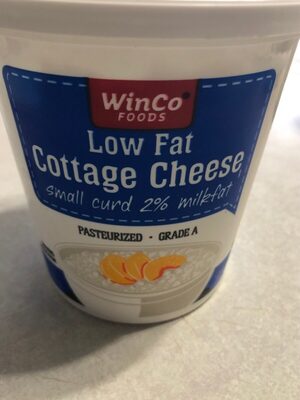 WinCo
FOODS
Low Fat
Cottage Cheese
small curd 2% milkfat
PASTEURIZED • GRADE A